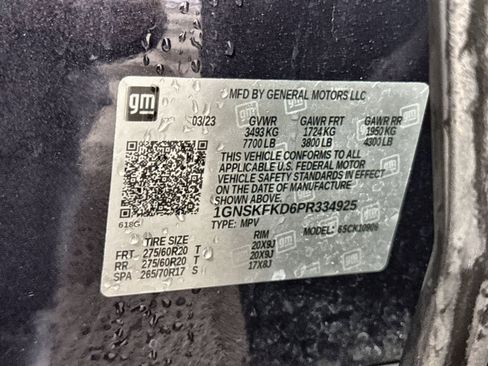 gm
MFD BY GENERAL MOTORS LLC
03/23 GVWR GAWR FRT GAWR RR
3493 KG 1724 KG 1950 KG
7700 LB 3800 LB 4300 LB
THIS VEHICLE CONFORMS TO ALL
APPLICABLE U.S. FEDERAL MOTOR
VEHICLE SAFETY STANDARDS IN EFFECT
ON THE DATE OF MANUFACTURE
SHOWN ABOVE.
1GNSKFKD6PR334925
618G TYPE: MPV MODEL: 6SCK10906
TIRE SIZE RIM
FRT 275/60R20 T 20X9J
RR 275/60R20 T 20X9J
SPA 265/70R17 S 17X8J